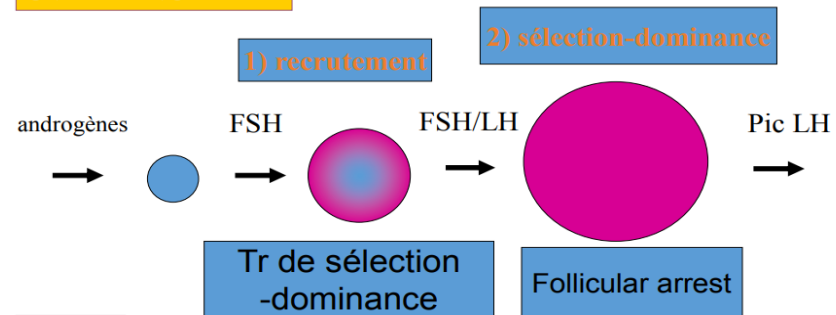 1) recrutement
2) sélection-dominance
androgènes
FSH
FSH/LH
Pic LH
Tr de sélection
-dominance
Follicular arrest